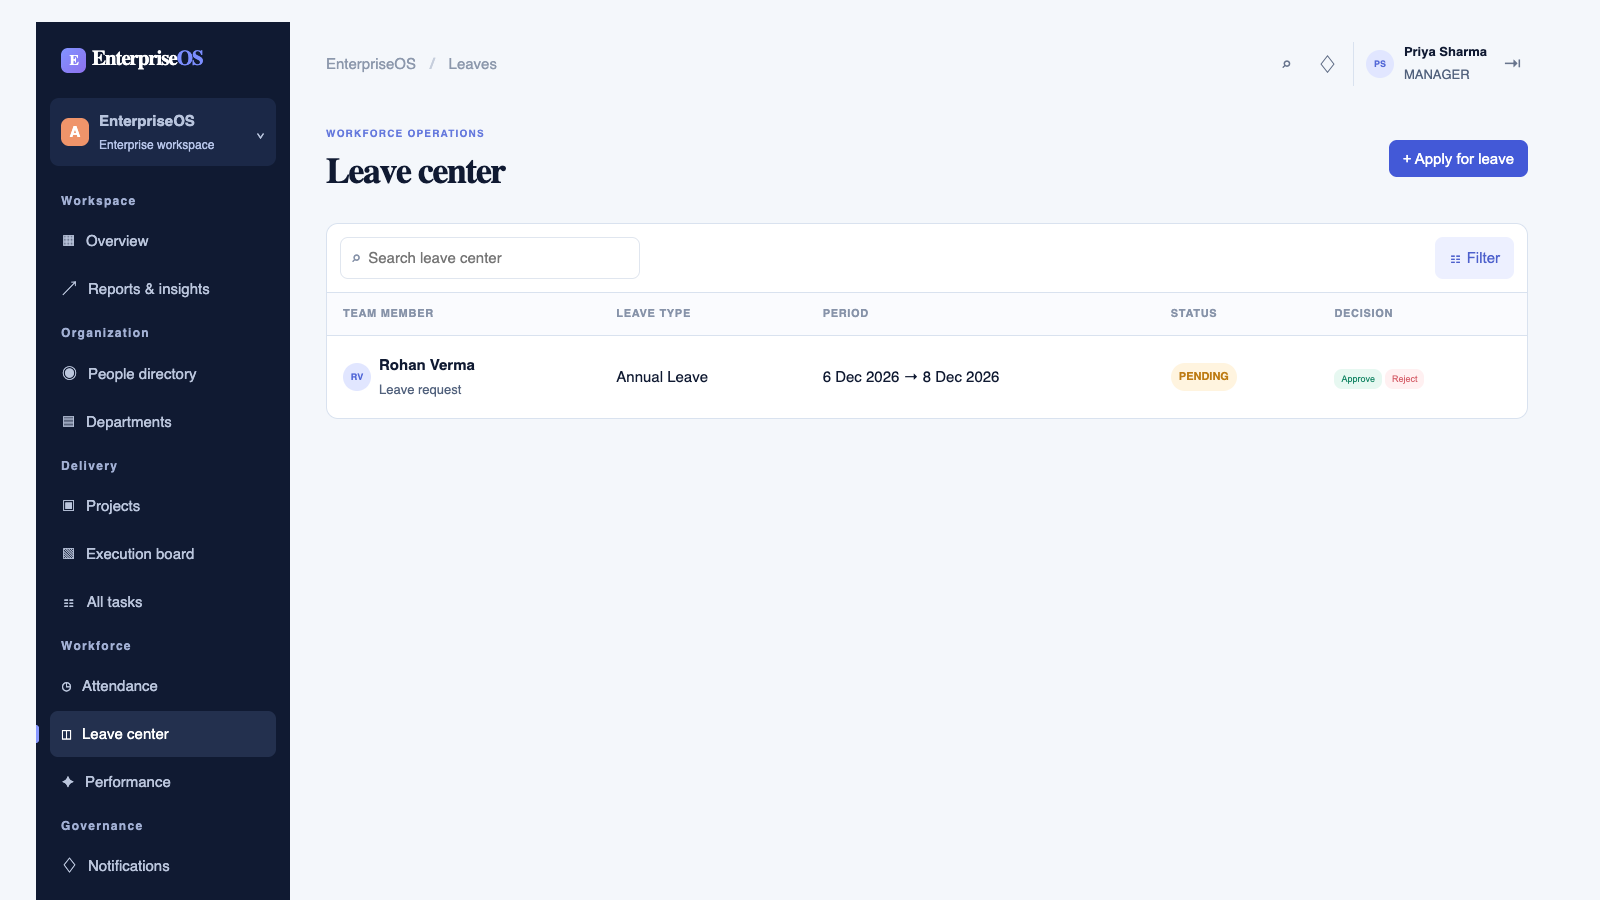 E EnterpriseOS
A EnterpriseOS
Enterprise workspace
Workspace
Overview
Reports & insights
Organization
People directory
Departments
Delivery
Projects
Execution board
All tasks
Workforce
Attendance
Leave center
Performance
Governance
Notifications
EnterpriseOS / Leaves
PS
Priya Sharma
MANAGER
WORKFORCE OPERATIONS
Leave center
+ Apply for leave
Search leave center
Filter
TEAM MEMBER LEAVE TYPE PERIOD STATUS DECISION
RV
Rohan Verma
Leave request
Annual Leave
6 Dec 2026 → 8 Dec 2026
PENDING
Approve Reject